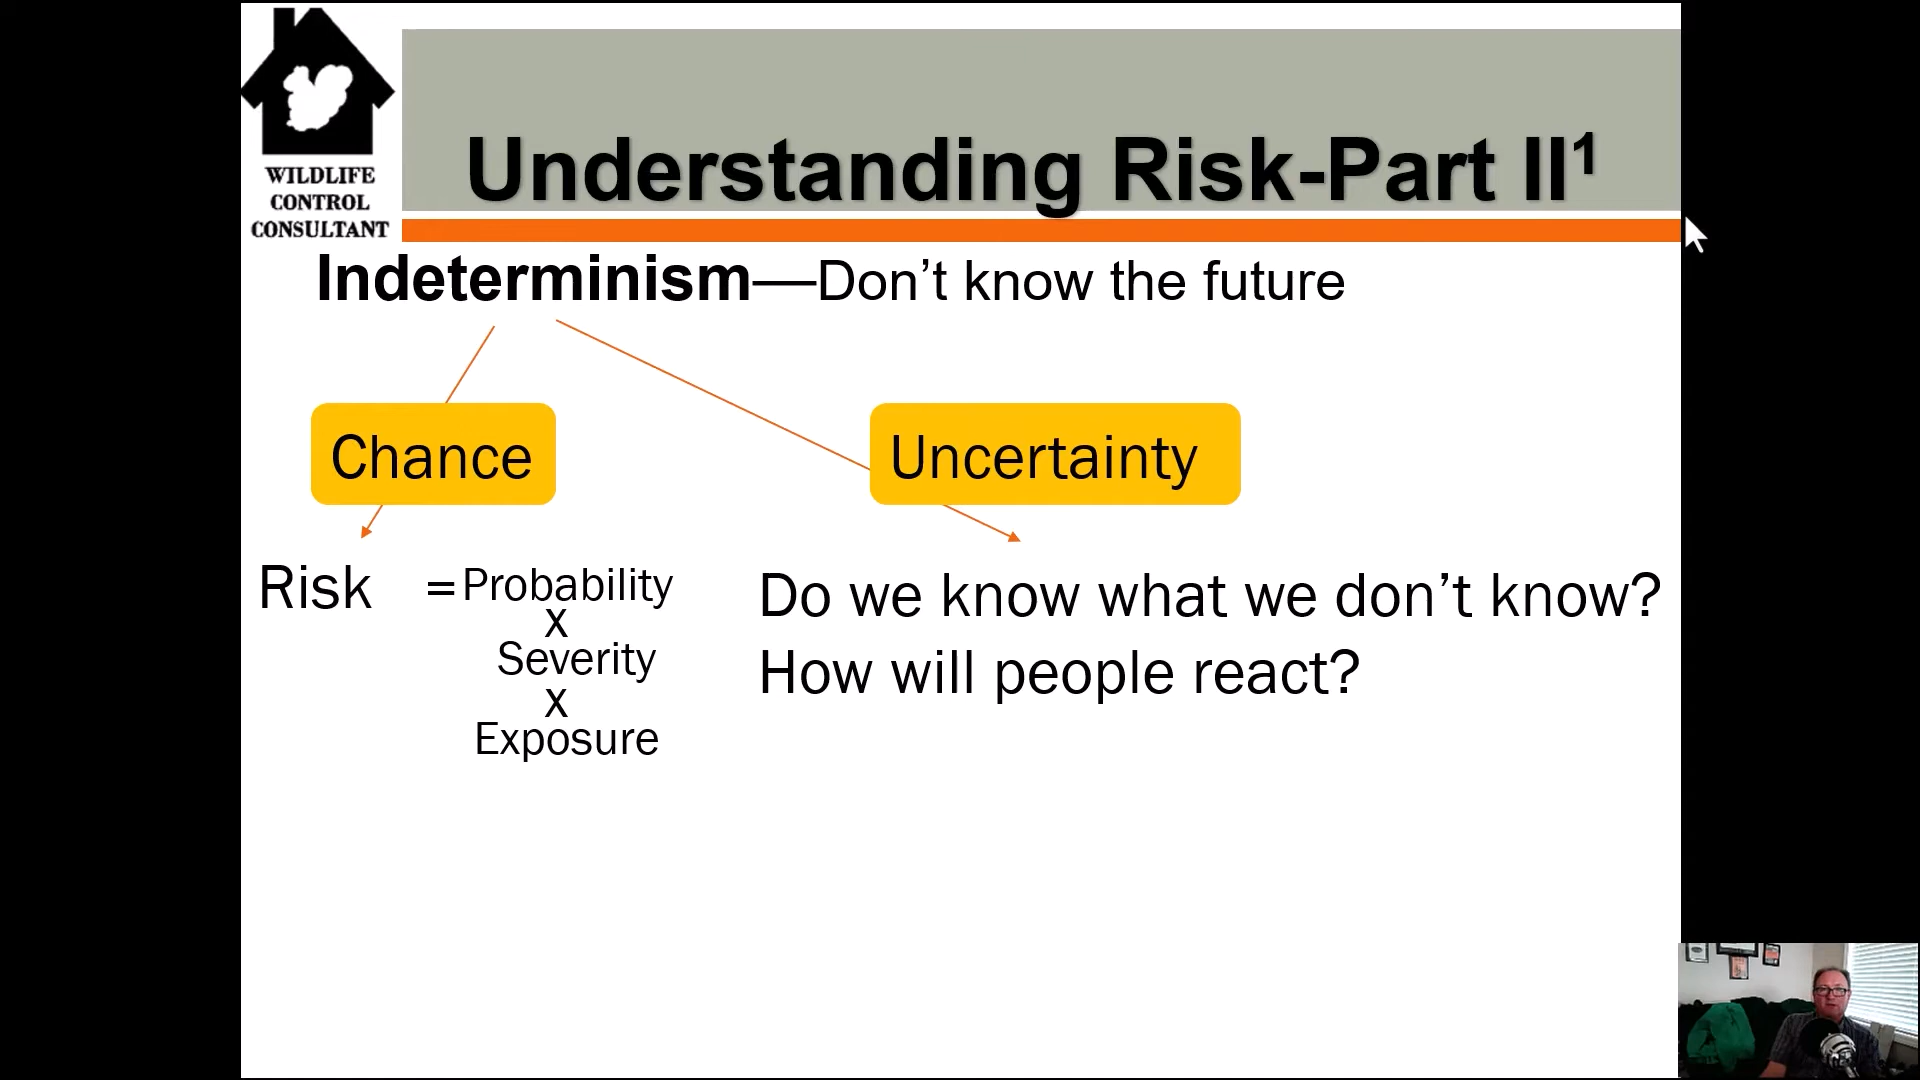 WILDLIFE
CONTROL
CONSULTANT
Understanding Risk-Part II¹
Indeterminism—Don’t know the future
Chance
Uncertainty
Risk =Probability
x
Severity
x
Exposure
Do we know what we don’t know?
How will people react?